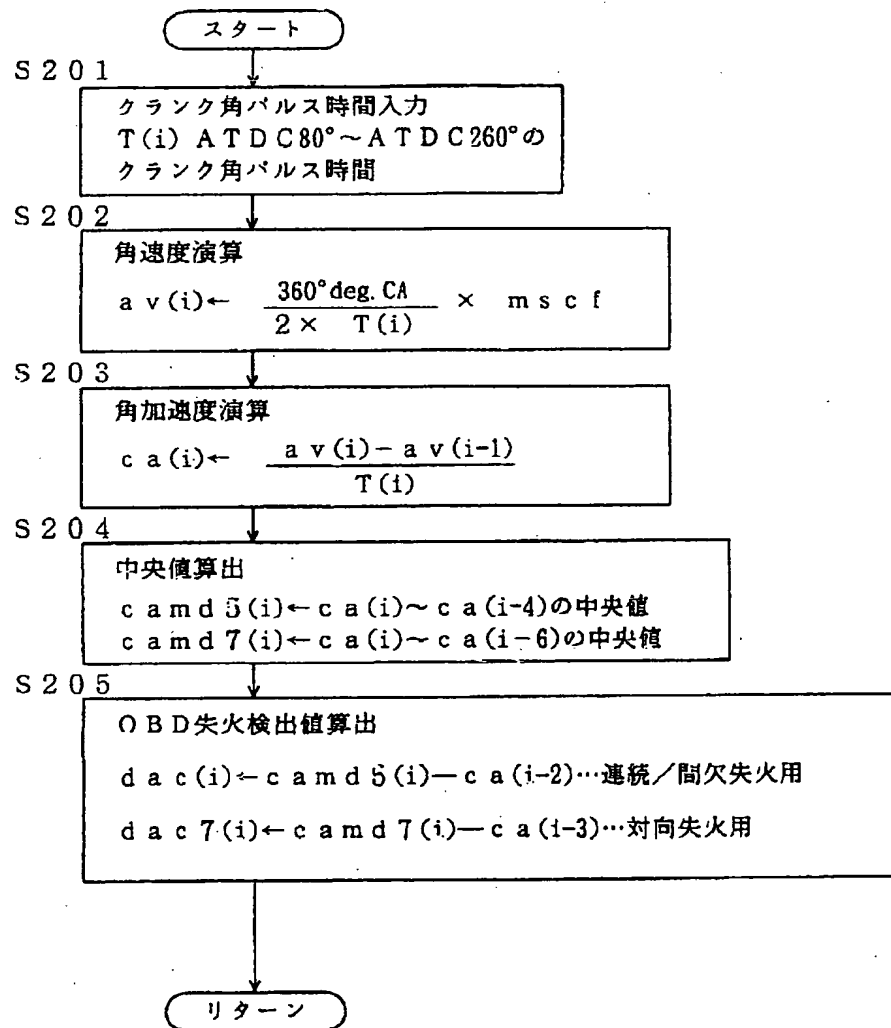 スタート
S201
クランク角パルス時間入力
T(i) ATDC80°~ATDC260°の
クランク角パルス時間
S202
角速度演算
av(i)← 360°deg.CA / 2× T(i) × mscf
S203
角加速度演算
ca(i)← av(i)-av(i-1) / T(i)
S204
中央値算出
camd5(i)←ca(i)~ca(i-4)の中央値
camd7(i)←ca(i)~ca(i-6)の中央値
S205
OBD失火検出値算出
dac(i)←camd5(i)-ca(i-2)…連続/間欠失火用
dac7(i)←camd7(i)-ca(i-3)…対向失火用
リターン